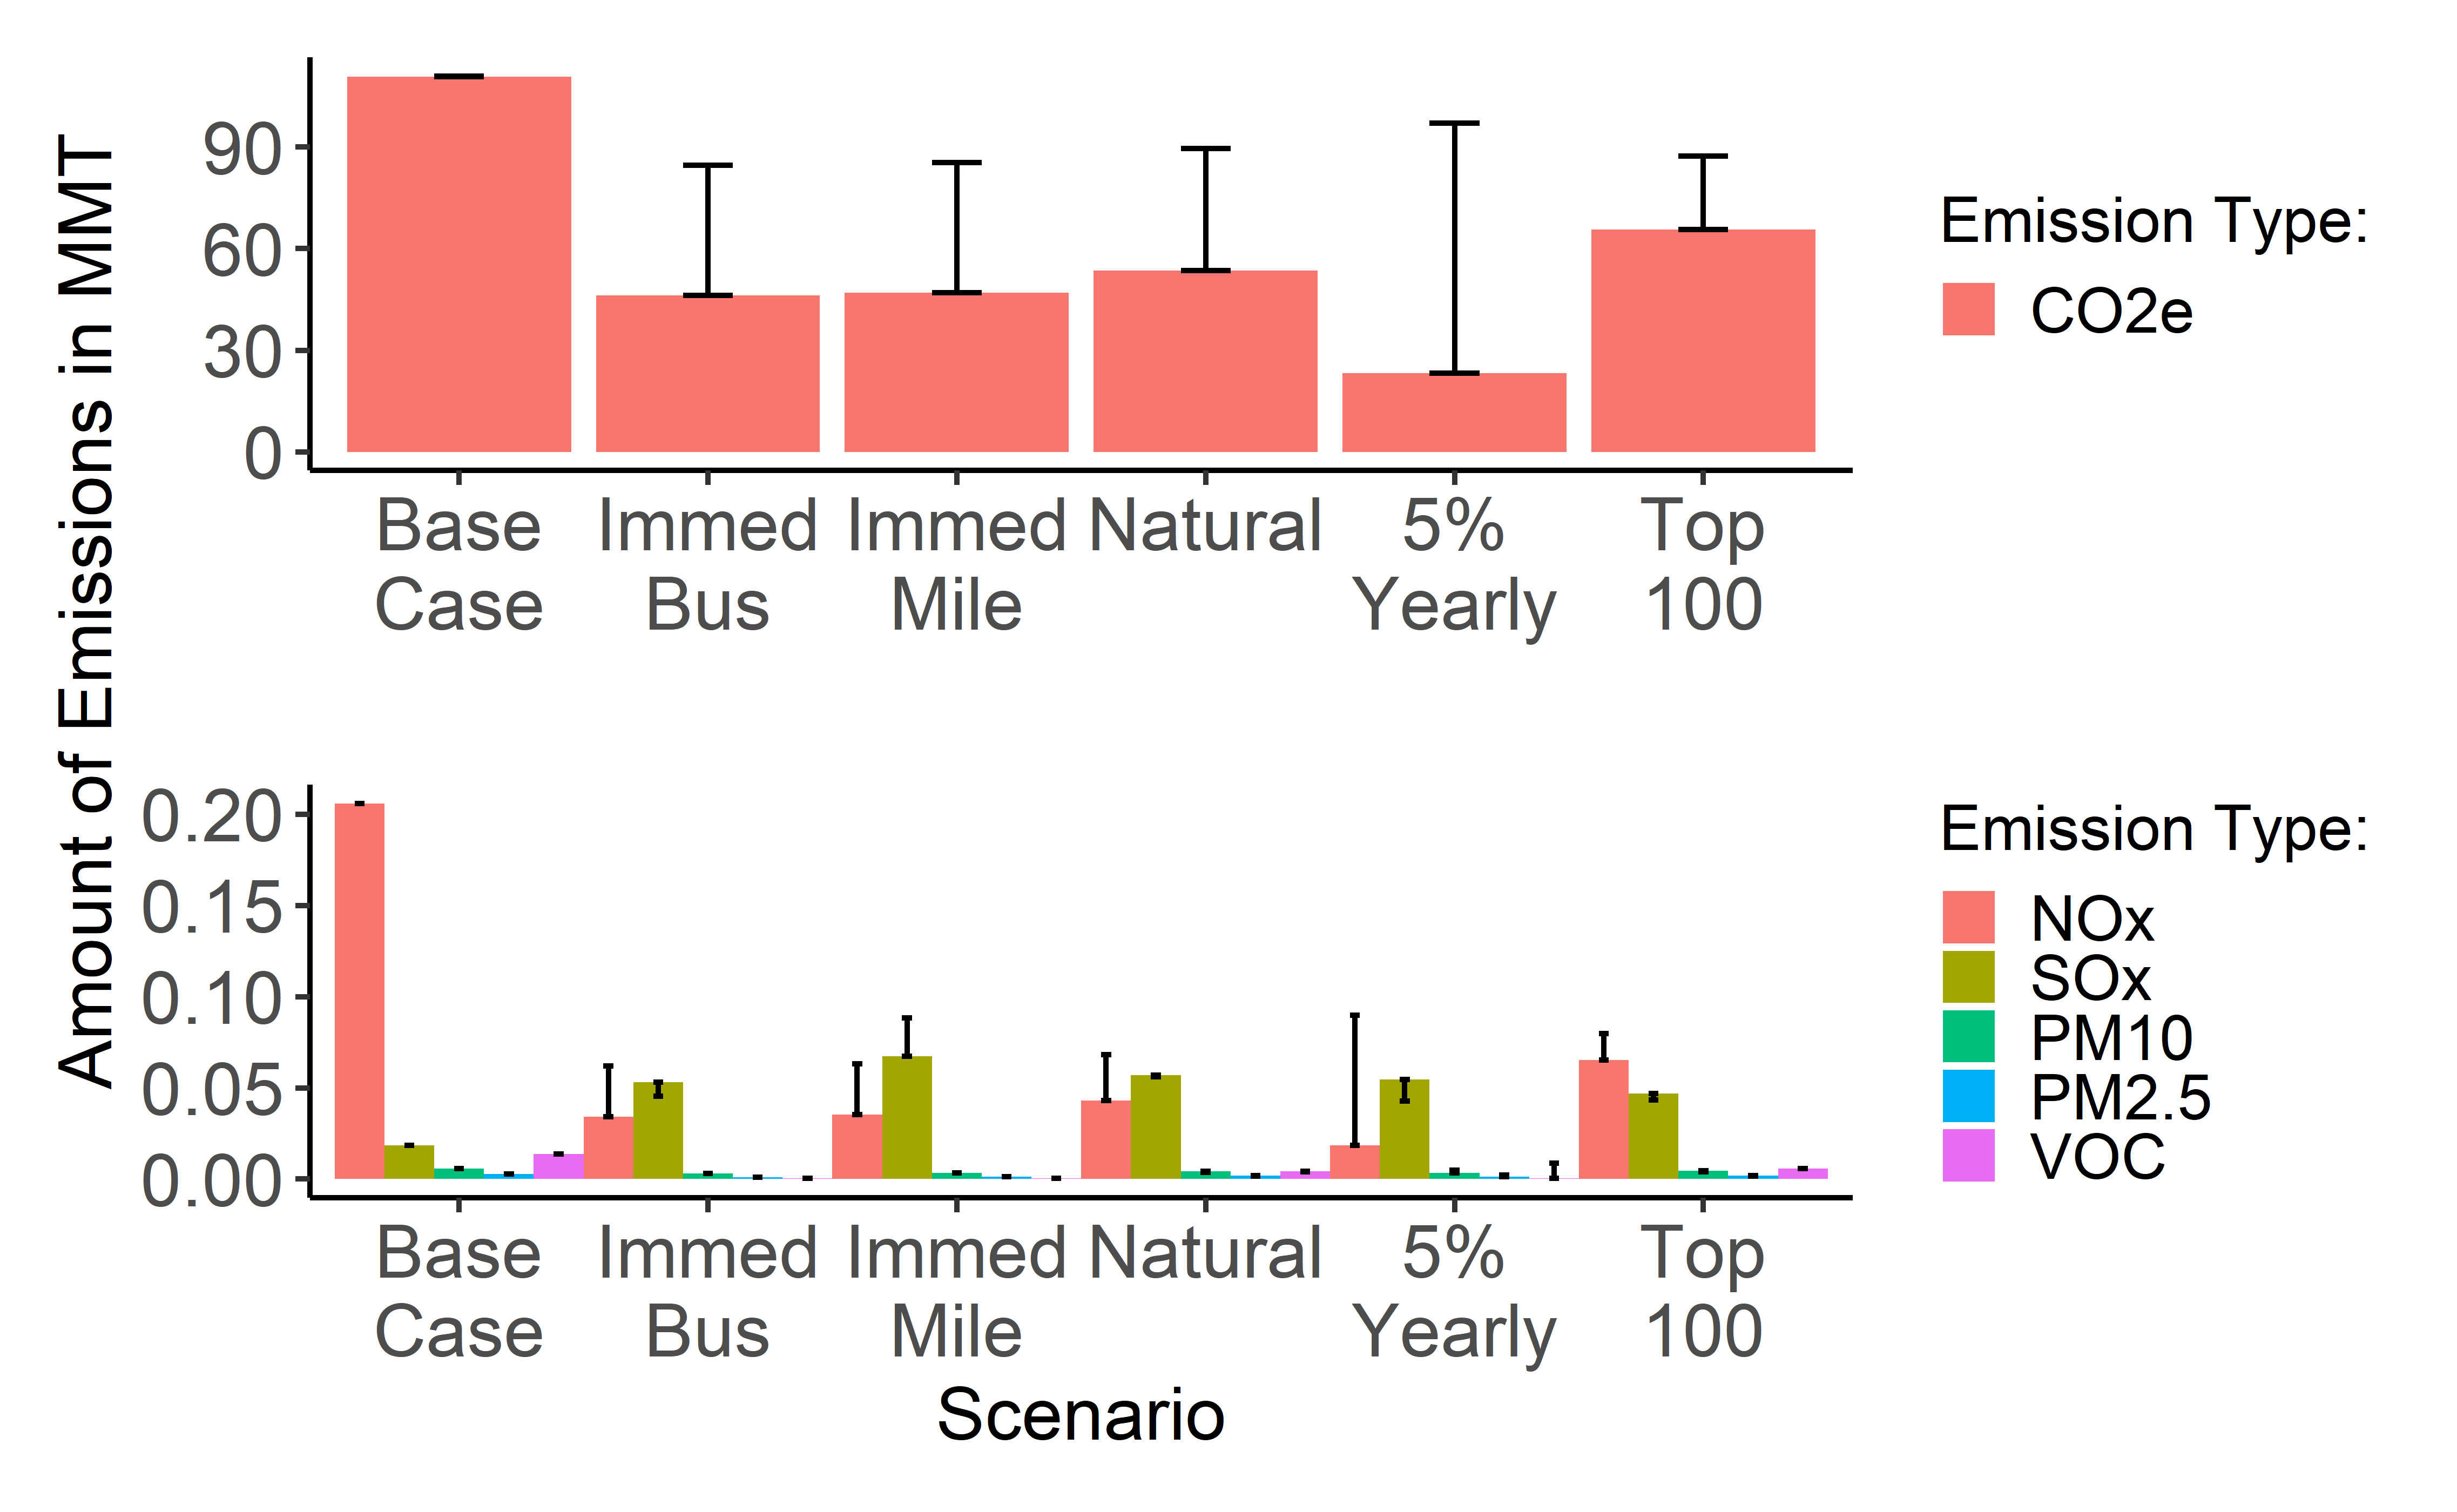 Amount of Emissions in MMT
90
60
30
0
Base Case
Immed Bus
Immed Mile
Natural
5% Yearly
Top 100
Emission Type:
CO2e
0.20
0.15
0.10
0.05
0.00
Base Case
Immed Bus
Immed Mile
Natural
5% Yearly
Top 100
Scenario
Emission Type:
NOx
SOx
PM10
PM2.5
VOC